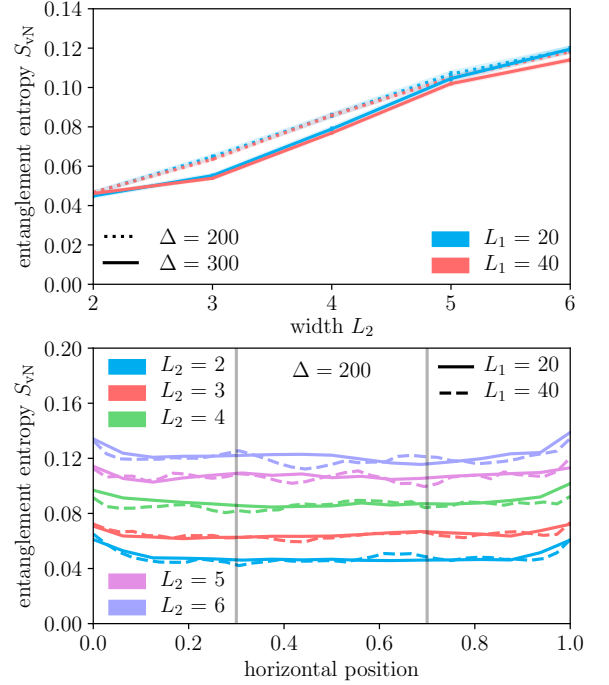 0.14
0.12
0.10
0.08
0.06
0.04
0.02
0.00
entanglement entropy S_vN
Δ = 200
Δ = 300
L_1 = 20
L_1 = 40
2 3 4 5 6
width L_2
0.20
0.16
0.12
0.08
0.04
0.00
entanglement entropy S_vN
L_2 = 2
L_2 = 3
L_2 = 4
Δ = 200
L_1 = 20
L_1 = 40
L_2 = 5
L_2 = 6
0.0 0.2 0.4 0.6 0.8 1.0
horizontal position